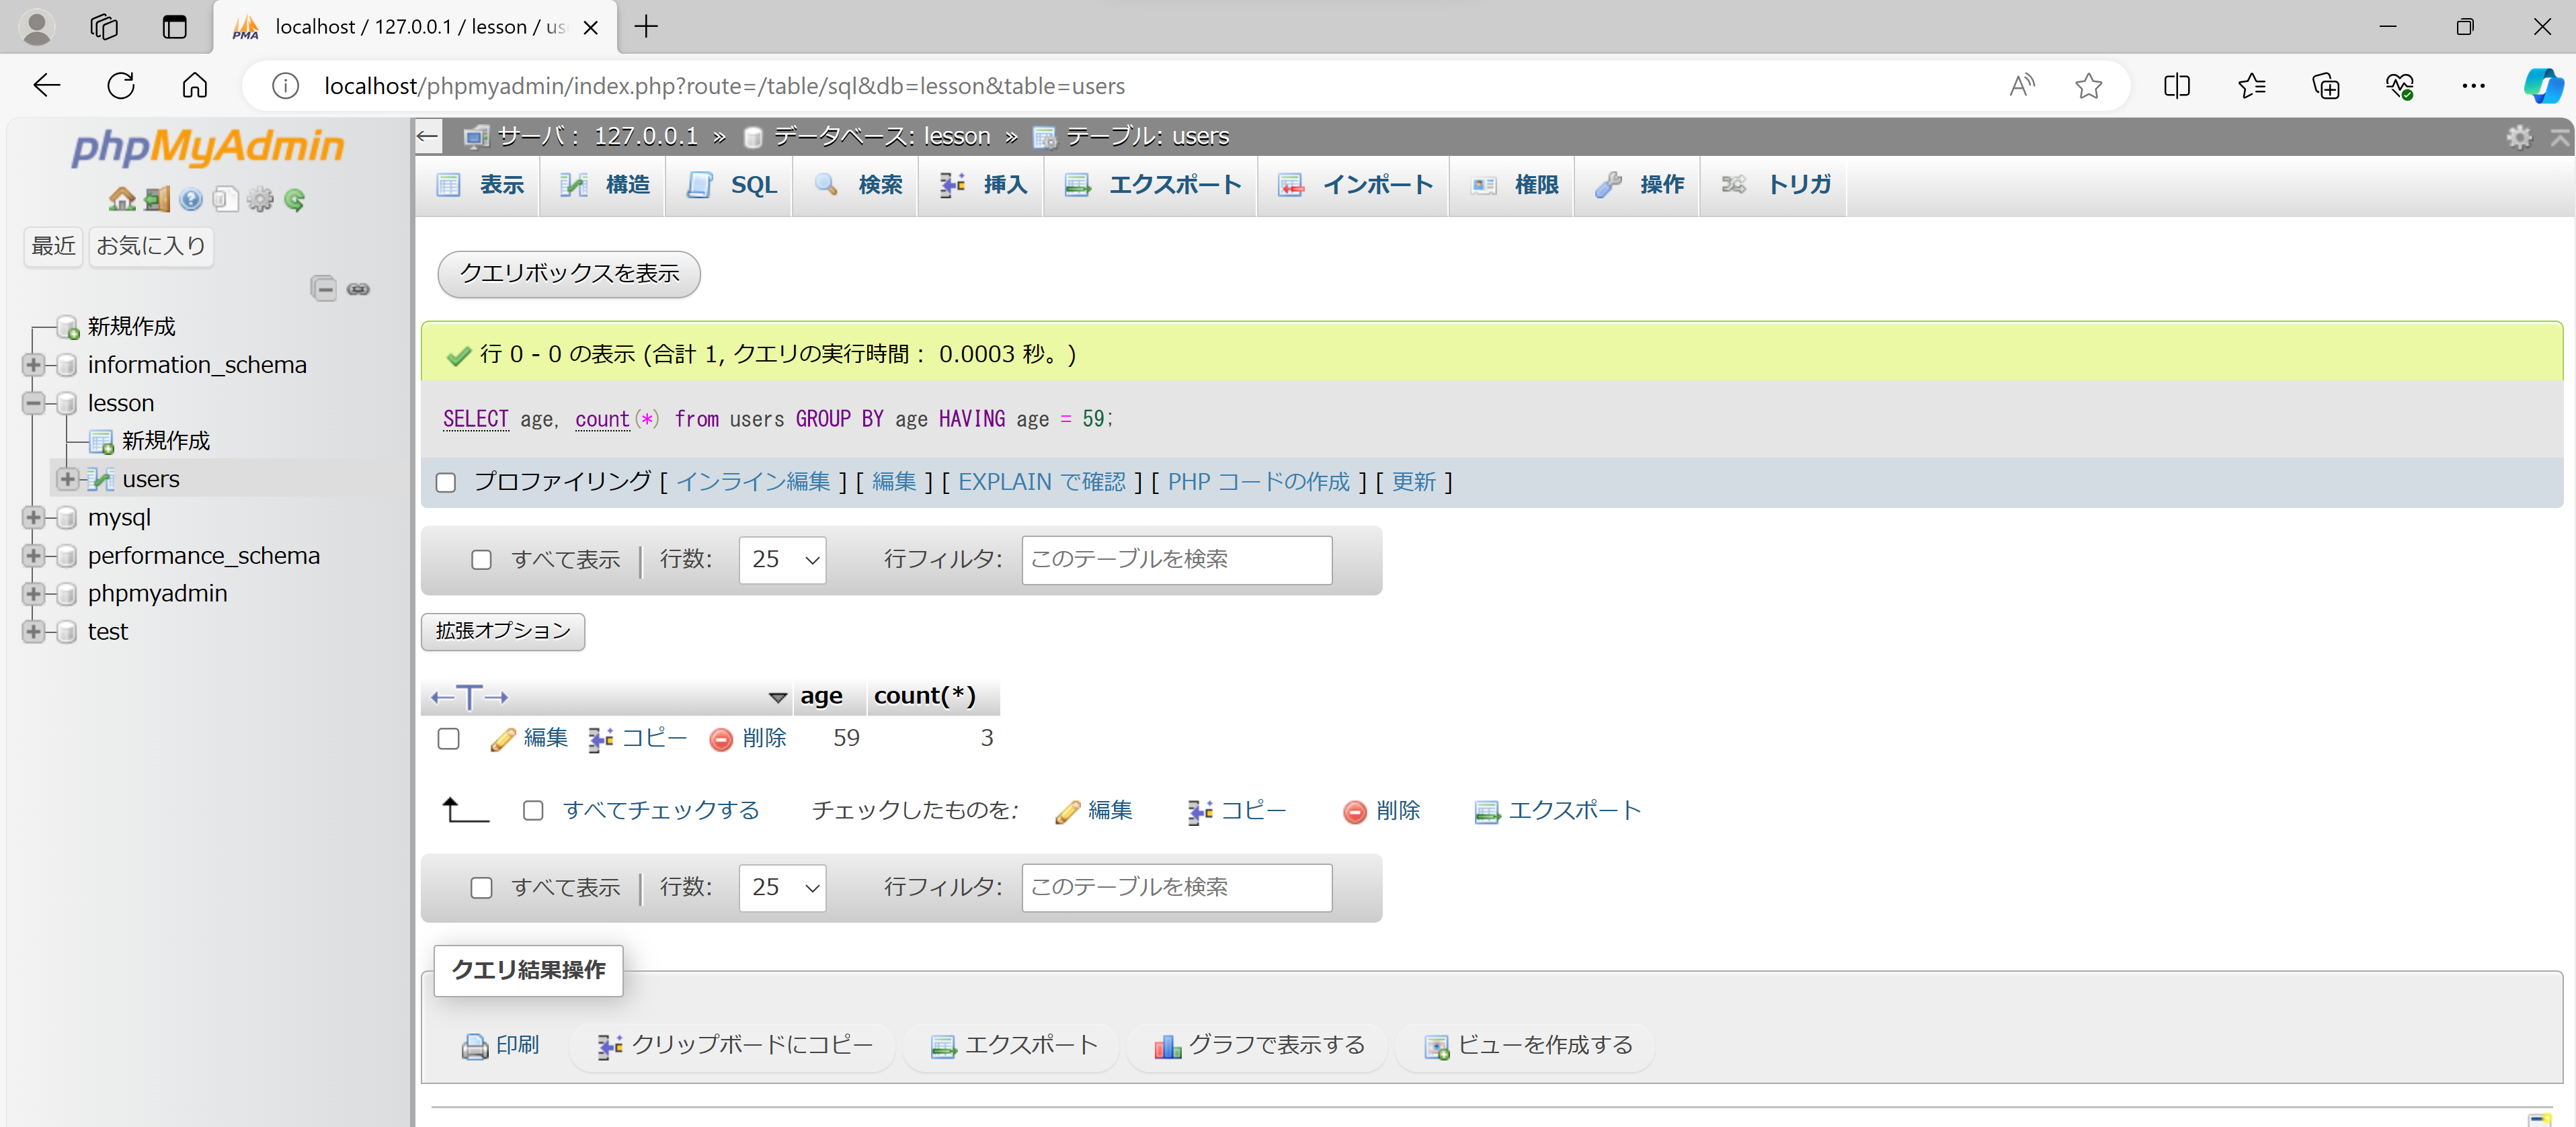 localhost / 127.0.0.1 / lesson / us
localhost/phpmyadmin/index.php?route=/table/sql&db=lesson&table=users
phpMyAdmin
最近 お気に入り
新規作成
information_schema
lesson
新規作成
users
mysql
performance_schema
phpmyadmin
test
サーバ： 127.0.0.1 » データベース: lesson » テーブル: users
表示 構造 SQL 検索 挿入 エクスポート インポート 権限 操作 トリガ
クエリボックスを表示
行 0 - 0 の表示 (合計 1, クエリの実行時間： 0.0003 秒。)
SELECT age, count(*) from users GROUP BY age HAVING age = 59;
プロファイリング [ インライン編集 ] [ 編集 ] [ EXPLAIN で確認 ] [ PHP コードの作成 ] [ 更新 ]
すべて表示 | 行数: 25 行フィルタ: このテーブルを検索
拡張オプション
←T→ age count(*)
編集 コピー 削除 59 3
すべてチェックする チェックしたものを: 編集 コピー 削除 エクスポート
すべて表示 | 行数: 25 行フィルタ: このテーブルを検索
クエリ結果操作
印刷 クリップボードにコピー エクスポート グラフで表示する ビューを作成する